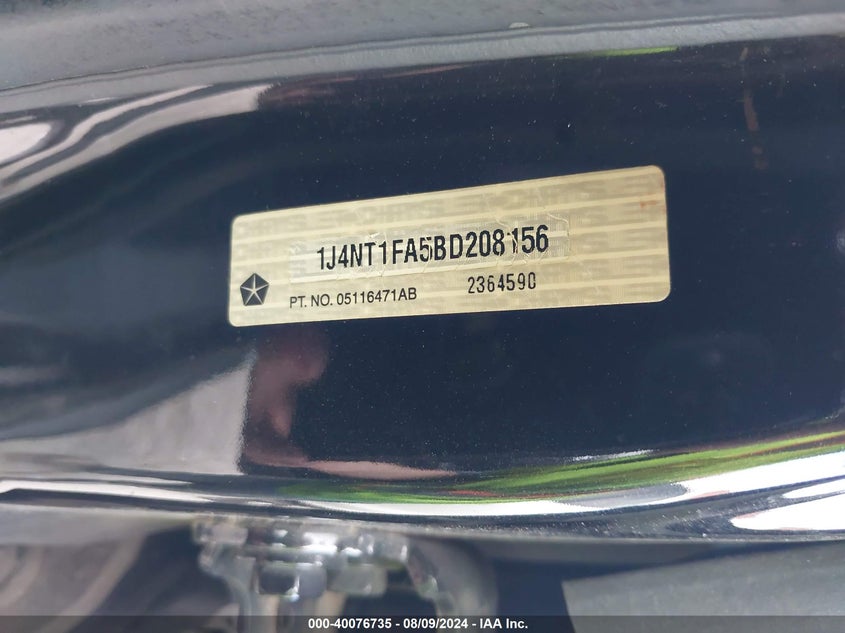 1J4NT1FA5BD208156
PT. NO. 05116471AB 2364590
000-40076735 - 08/09/2024 - IAA Inc.